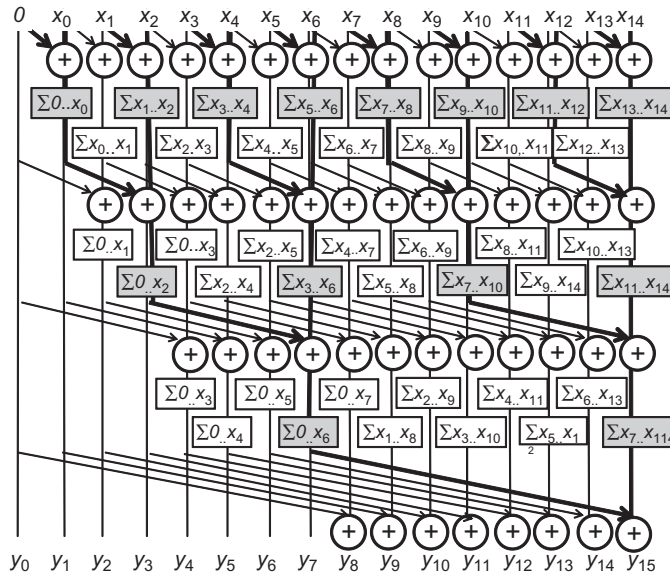 0 x0 x1 x2 x3 x4 x5 x6 x7 x8 x9 x10 x11 x12 x13 x14
+ + + + + + + + + + + + + + +
Σ0..x0 Σx1..x2 Σx3..x4 Σx5..x6 Σx7..x8 Σx9..x10 Σx11..x12 Σx13..x14
Σx0..x1 Σx2..x3 Σx4..x5 Σx6..x7 Σx8..x9 Σx10,.x11 Σx12..x13
+ + + + + + + + + + + + + +
Σ0..x1 Σ0..x3 Σx2..x5 Σx4..x7 Σx6..x9 Σx8..x11 Σx10..x13
Σ0..x2 Σx2..x4 Σx3..x6 Σx5..x8 Σx7..x10 Σx9..x14 Σx11..x14
+ + + + + + + + + + + +
Σ0..x3 Σ0..x5 Σ0..x7 Σx2..x9 Σx4..x11 Σx6..x13
Σ0..x4 Σ0..x6 Σx1..x8 Σx3..x10 Σx5..x12 Σx7..x114
+ + + + + + + +
y0 y1 y2 y3 y4 y5 y6 y7 y8 y9 y10 y11 y12 y13 y14 y15